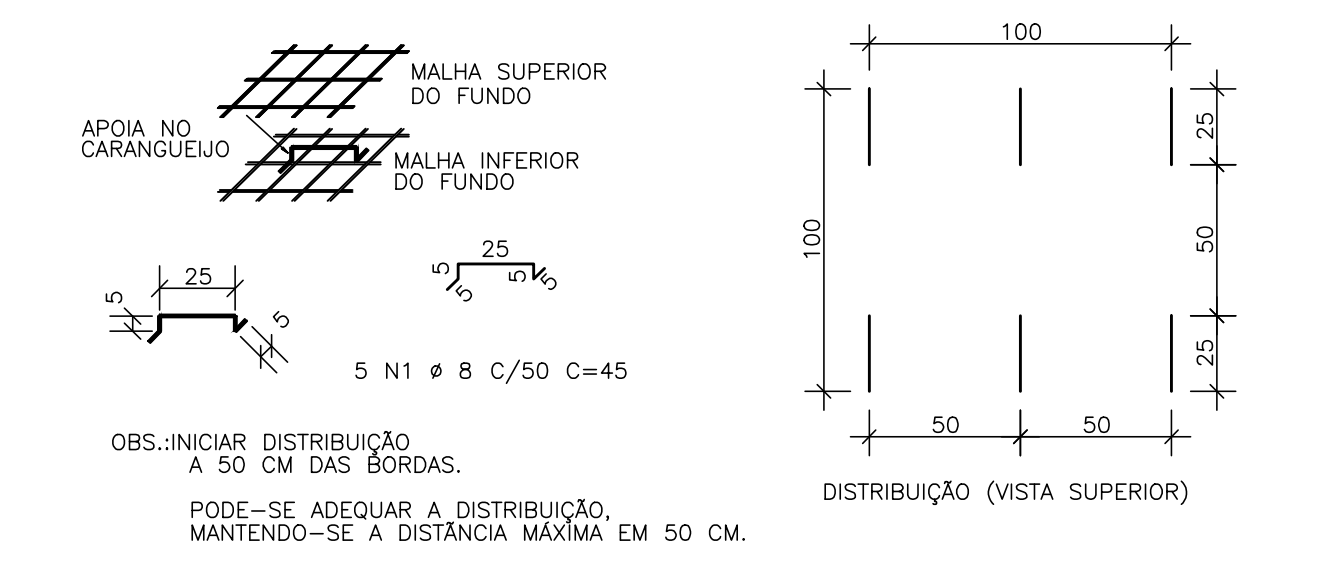 MALHA SUPERIOR
DO FUNDO
APOIA NO
CARANGUEIJO
MALHA INFERIOR
DO FUNDO
25
5
5
25
5
5
5
5
5 N1 ø 8 C/50 C=45
OBS.:INICIAR DISTRIBUIÇÃO
A 50 CM DAS BORDAS.
PODE-SE ADEQUAR A DISTRIBUIÇÃO,
MANTENDO-SE A DISTÃNCIA MÁXIMA EM 50 CM.
100
100
25
50
25
50
50
DISTRIBUIÇÃO (VISTA SUPERIOR)